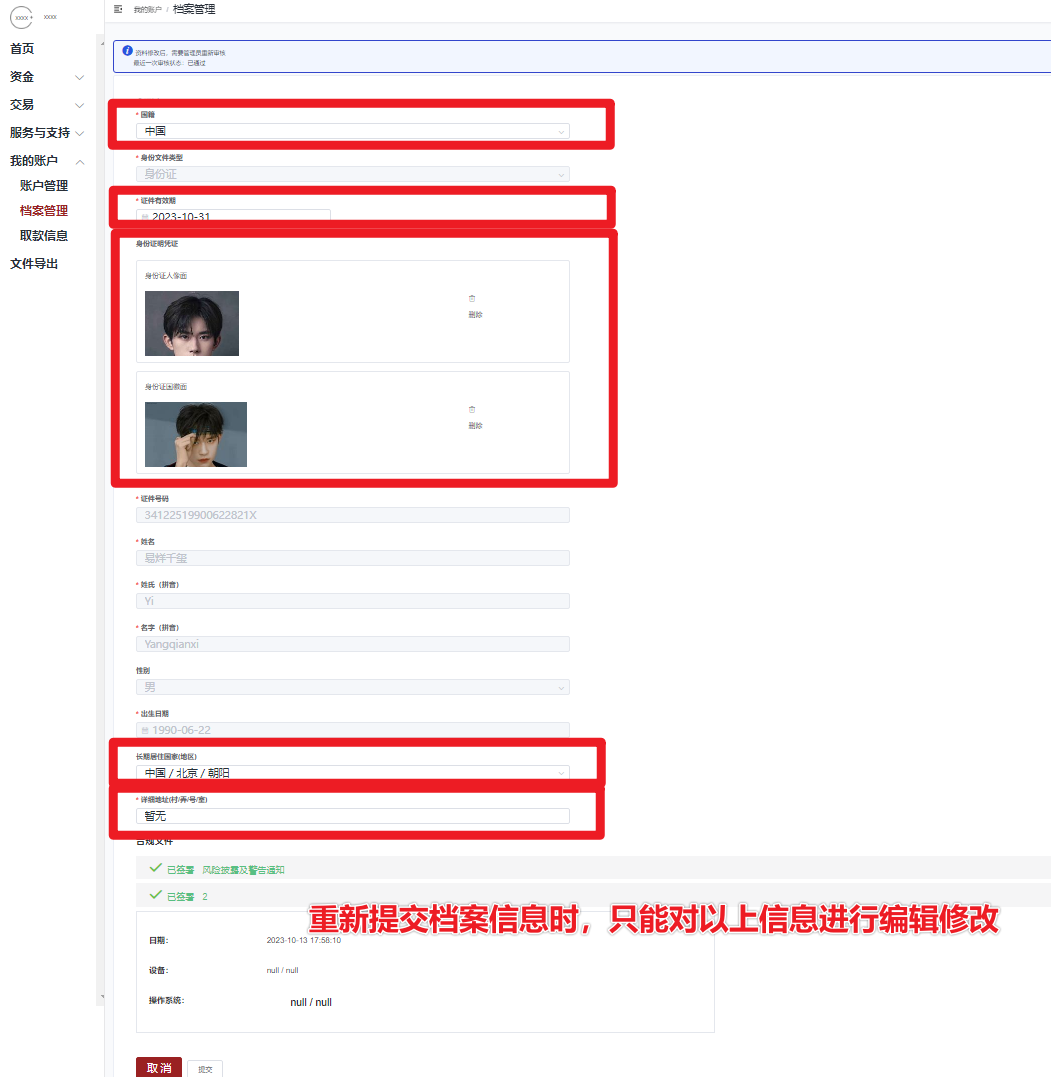 xxxx +
xxxx
我的账户 / 档案管理
首页
资金
交易
服务与支持
我的账户
账户管理
档案管理
取款信息
文件导出
资料修改后，需要管理员重新审核
最近一次审核状态：已通过
* 国籍
中国
* 身份文件类型
身份证
* 证件有效期
2023-10-31
身份证明凭证
身份证人像面
删除
身份证国徽面
删除
* 证件号码
34122519900622821X
* 姓名
易烊千玺
* 姓氏（拼音）
Yi
* 名字（拼音）
Yangqianxi
性别
男
* 出生日期
1990-06-22
长期居住国家(地区)
中国 / 北京 / 朝阳
* 详细地址(村/弄/号/室)
暂无
合规文件
已签署 风险披露及警告通知
已签署 2
重新提交档案信息时，只能对以上信息进行编辑修改
日期：
2023-10-13 17:58:10
设备：
null / null
操作系统：
null / null
取消
提交